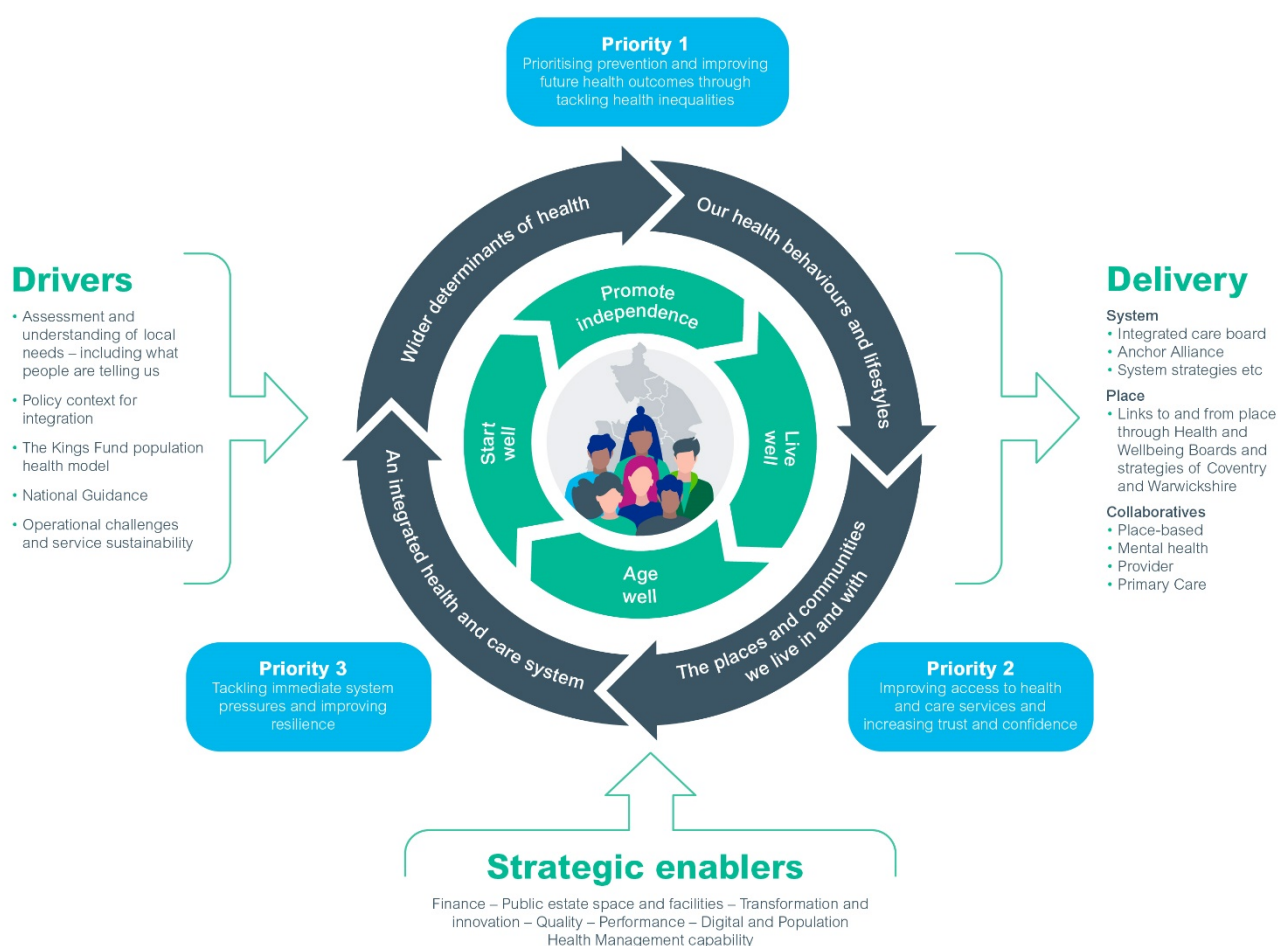 Priority 1
Prioritising prevention and improving
future health outcomes through
tackling health inequalities
Wider determinants of health
Our health behaviours and lifestyles
The places and communities
we live in and with
An integrated health and care system
Promote
independence
Live
well
Age
well
Start
well
Drivers
• Assessment and
understanding of local
needs – including what
people are telling us
• Policy context for
integration
• The Kings Fund population
health model
• National Guidance
• Operational challenges
and service sustainability
Delivery
System
• Integrated care board
• Anchor Alliance
• System strategies etc
Place
• Links to and from place
through Health and
Wellbeing Boards and
strategies of Coventry
and Warwickshire
Collaboratives
• Place-based
• Mental health
• Provider
• Primary Care
Priority 3
Tackling immediate system
pressures and improving
resilience
Priority 2
Improving access to health
and care services and
increasing trust and confidence
Strategic enablers
Finance – Public estate space and facilities – Transformation and
innovation – Quality – Performance – Digital and Population
Health Management capability